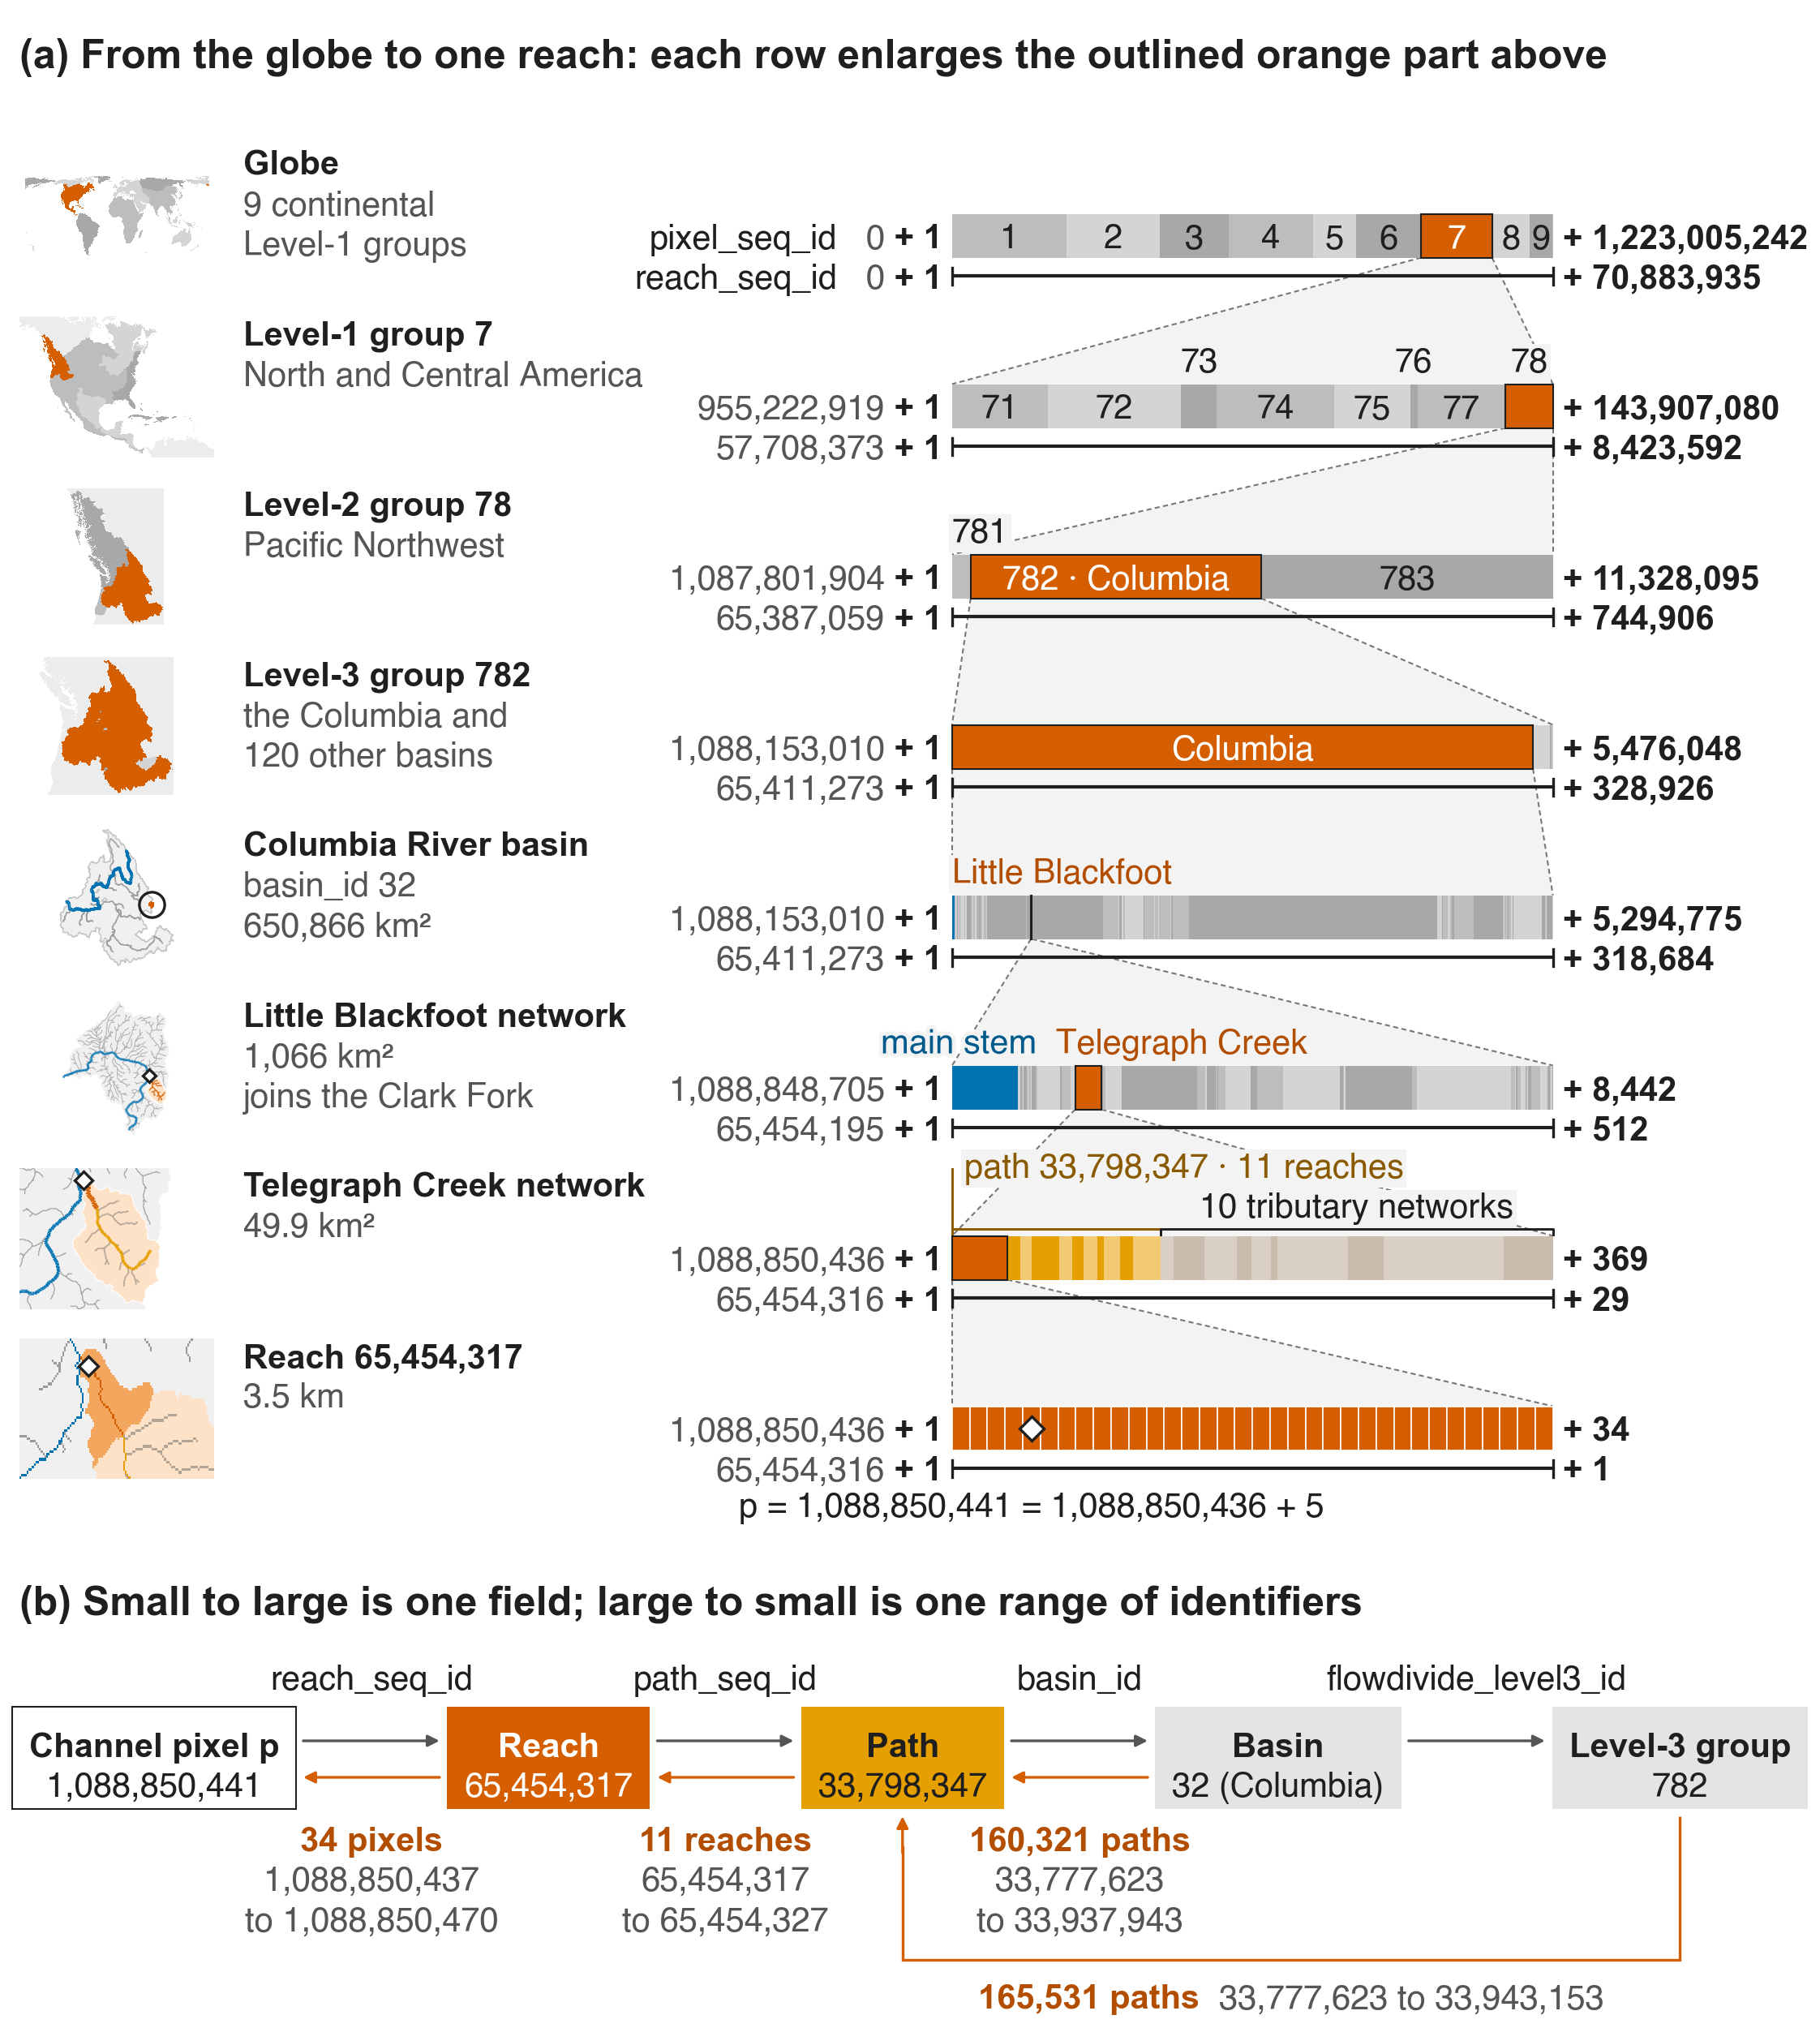 (a) From the globe to one reach: each row enlarges the outlined orange part above
Globe
9 continental
Level-1 groups
pixel_seq_id 0 + 1 1 2 3 4 5 6 7 8 9 + 1,223,005,242
reach_seq_id 0 + 1 + 70,883,935
Level-1 group 7
North and Central America
73 76 78
955,222,919 + 1 71 72 74 75 77 + 143,907,080
57,708,373 + 1 + 8,423,592
Level-2 group 78
Pacific Northwest
781
1,087,801,904 + 1 782 · Columbia 783 + 11,328,095
65,387,059 + 1 + 744,906
Level-3 group 782
the Columbia and
120 other basins
1,088,153,010 + 1 Columbia + 5,476,048
65,411,273 + 1 + 328,926
Columbia River basin
basin_id 32
650,866 km²
Little Blackfoot
1,088,153,010 + 1 + 5,294,775
65,411,273 + 1 + 318,684
Little Blackfoot network
1,066 km²
joins the Clark Fork
main stem Telegraph Creek
1,088,848,705 + 1 + 8,442
65,454,195 + 1 + 512
Telegraph Creek network
49.9 km²
path 33,798,347 · 11 reaches
10 tributary networks
1,088,850,436 + 1 + 369
65,454,316 + 1 + 29
Reach 65,454,317
3.5 km
1,088,850,436 + 1 + 34
65,454,316 + 1 + 1
p = 1,088,850,441 = 1,088,850,436 + 5
(b) Small to large is one field; large to small is one range of identifiers
reach_seq_id path_seq_id basin_id flowdivide_level3_id
Channel pixel p Reach Path Basin Level-3 group
1,088,850,441 65,454,317 33,798,347 32 (Columbia) 782
34 pixels 11 reaches 160,321 paths
1,088,850,437 65,454,317 33,777,623
to 1,088,850,470 to 65,454,327 to 33,937,943
165,531 paths 33,777,623 to 33,943,153